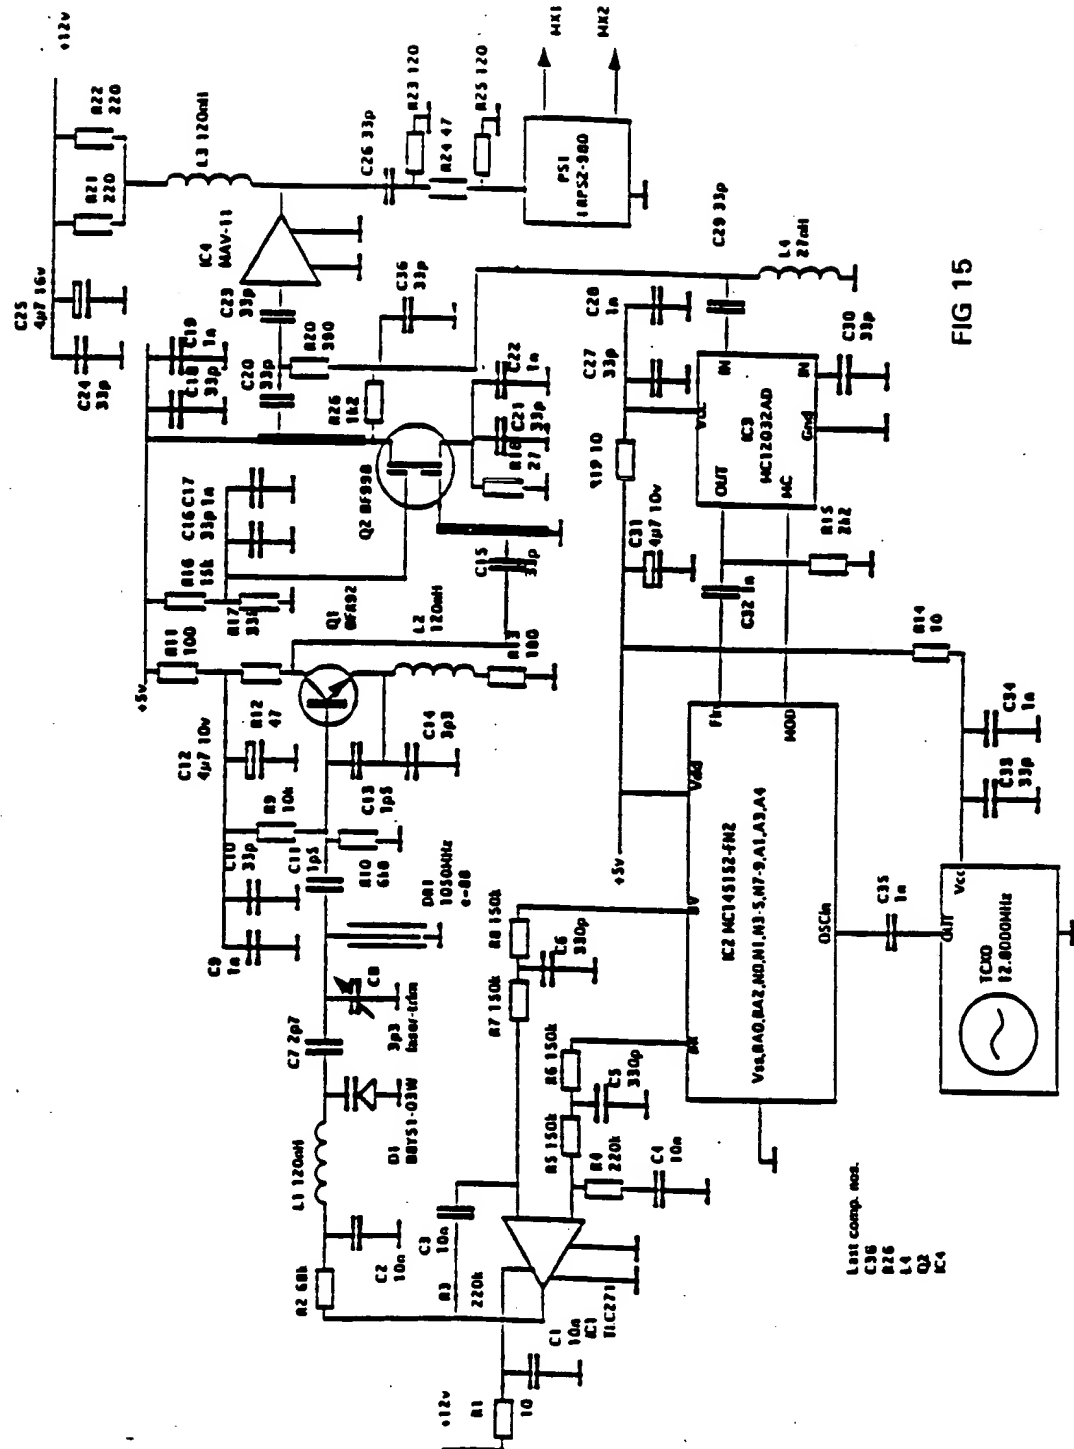 +12v
R22
220
R21
220
C25
4µ7 16v
C24
33p
L3 120nH
IC4
MAV-11
C26 33p
R23 120
R24 47
R25 120
MX1
MX2
PS1
LRPS2-980
C19
1n
C18
33p
C20
33p
C23
33p
R20
390
C36
33p
R26
1k2
C22
1n
C21
33p
R18
27
Q2 BF998
C16 C17
33p 1n
R16
15k
R17
33k
+5v
R11
100
Q1
BFR92
L2
120nH
C15
33p
R13
180
C12
4µ7 10v
R12
47
R9
10k
C14
3p3
C13
1p5
C10
33p
C11
1p5
R10
6k8
DR1
1050MHz
e=88
C9
1n
C8
3p3
laser-trim
C7 2p7
D1
BBY51-03W
L1 120nH
C2
10n
R2 68k
C3
10n
R3
220k
C1
10n
IC1
TLC271
+12v
R1
10
R8 150k
C6
330p
R7 150k
R6 150k
C5
330p
R5 150k
R4
220k
C4
10n
+5v
Vdd
Fin
MOD
IC2 MC145152-FN2
Vss,RA0,RA2,N0,N1,N3-5,N7-9,A1,A3,A4
OSCin
C35
1n
OUT
Vcc
TCXO
12.8000MHz
C33
33p
C34
1n
R14
10
R19 10
C31
4µ7 10v
C32 1n
R15
2k2
C28
1n
C27
33p
C29 33p
L4
27nH
C30
33p
Vcc
IN
IN
OUT
MC
IC3
MC12032AD
Gnd
Last comp. nos.
C36
R26
L4
Q2
IC4
FIG 15